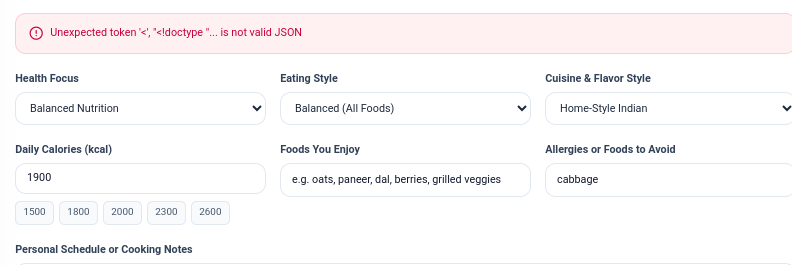 Unexpected token '<', "<!doctype "... is not valid JSON
Health Focus Eating Style Cuisine & Flavor Style
Balanced Nutrition Balanced (All Foods) Home-Style Indian
Daily Calories (kcal) Foods You Enjoy Allergies or Foods to Avoid
1900 e.g. oats, paneer, dal, berries, grilled veggies cabbage
1500 1800 2000 2300 2600
Personal Schedule or Cooking Notes